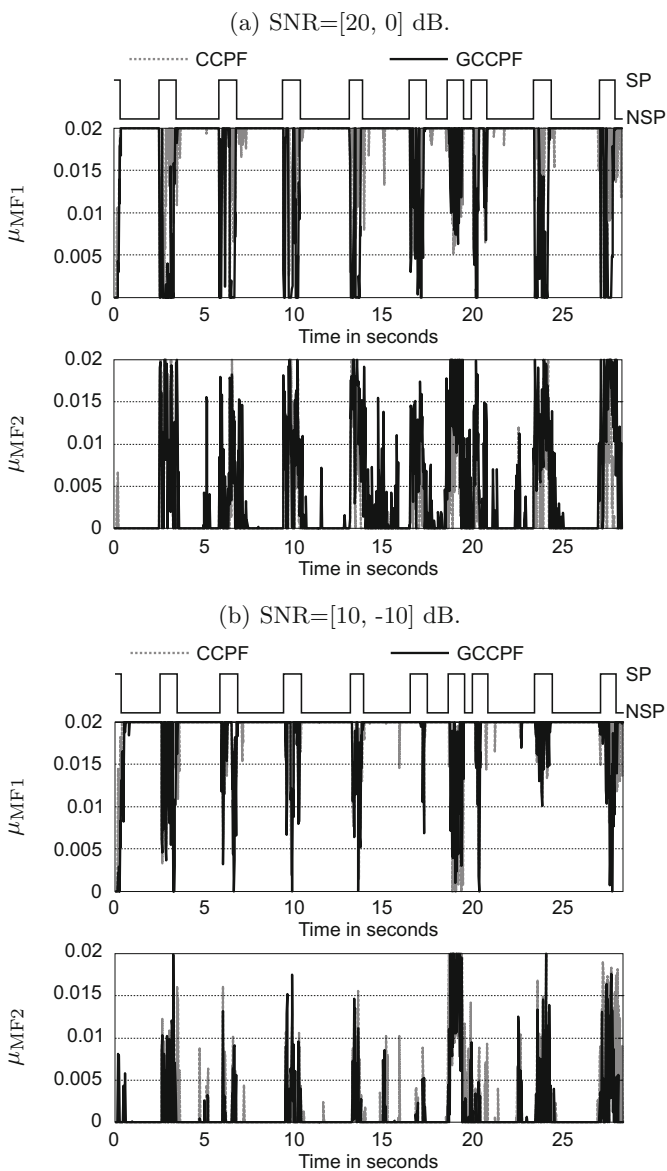 (a) SNR=[20, 0] dB.
CCPF GCCPF
SP
NSP
0.02
0.015
0.01
0.005
0
μMF1
0 5 10 15 20 25
Time in seconds
0.02
0.015
0.01
0.005
0
μMF2
0 5 10 15 20 25
Time in seconds
(b) SNR=[10, -10] dB.
CCPF GCCPF
SP
NSP
0.02
0.015
0.01
0.005
0
μMF1
0 5 10 15 20 25
Time in seconds
0.02
0.015
0.01
0.005
0
μMF2
0 5 10 15 20 25
Time in seconds